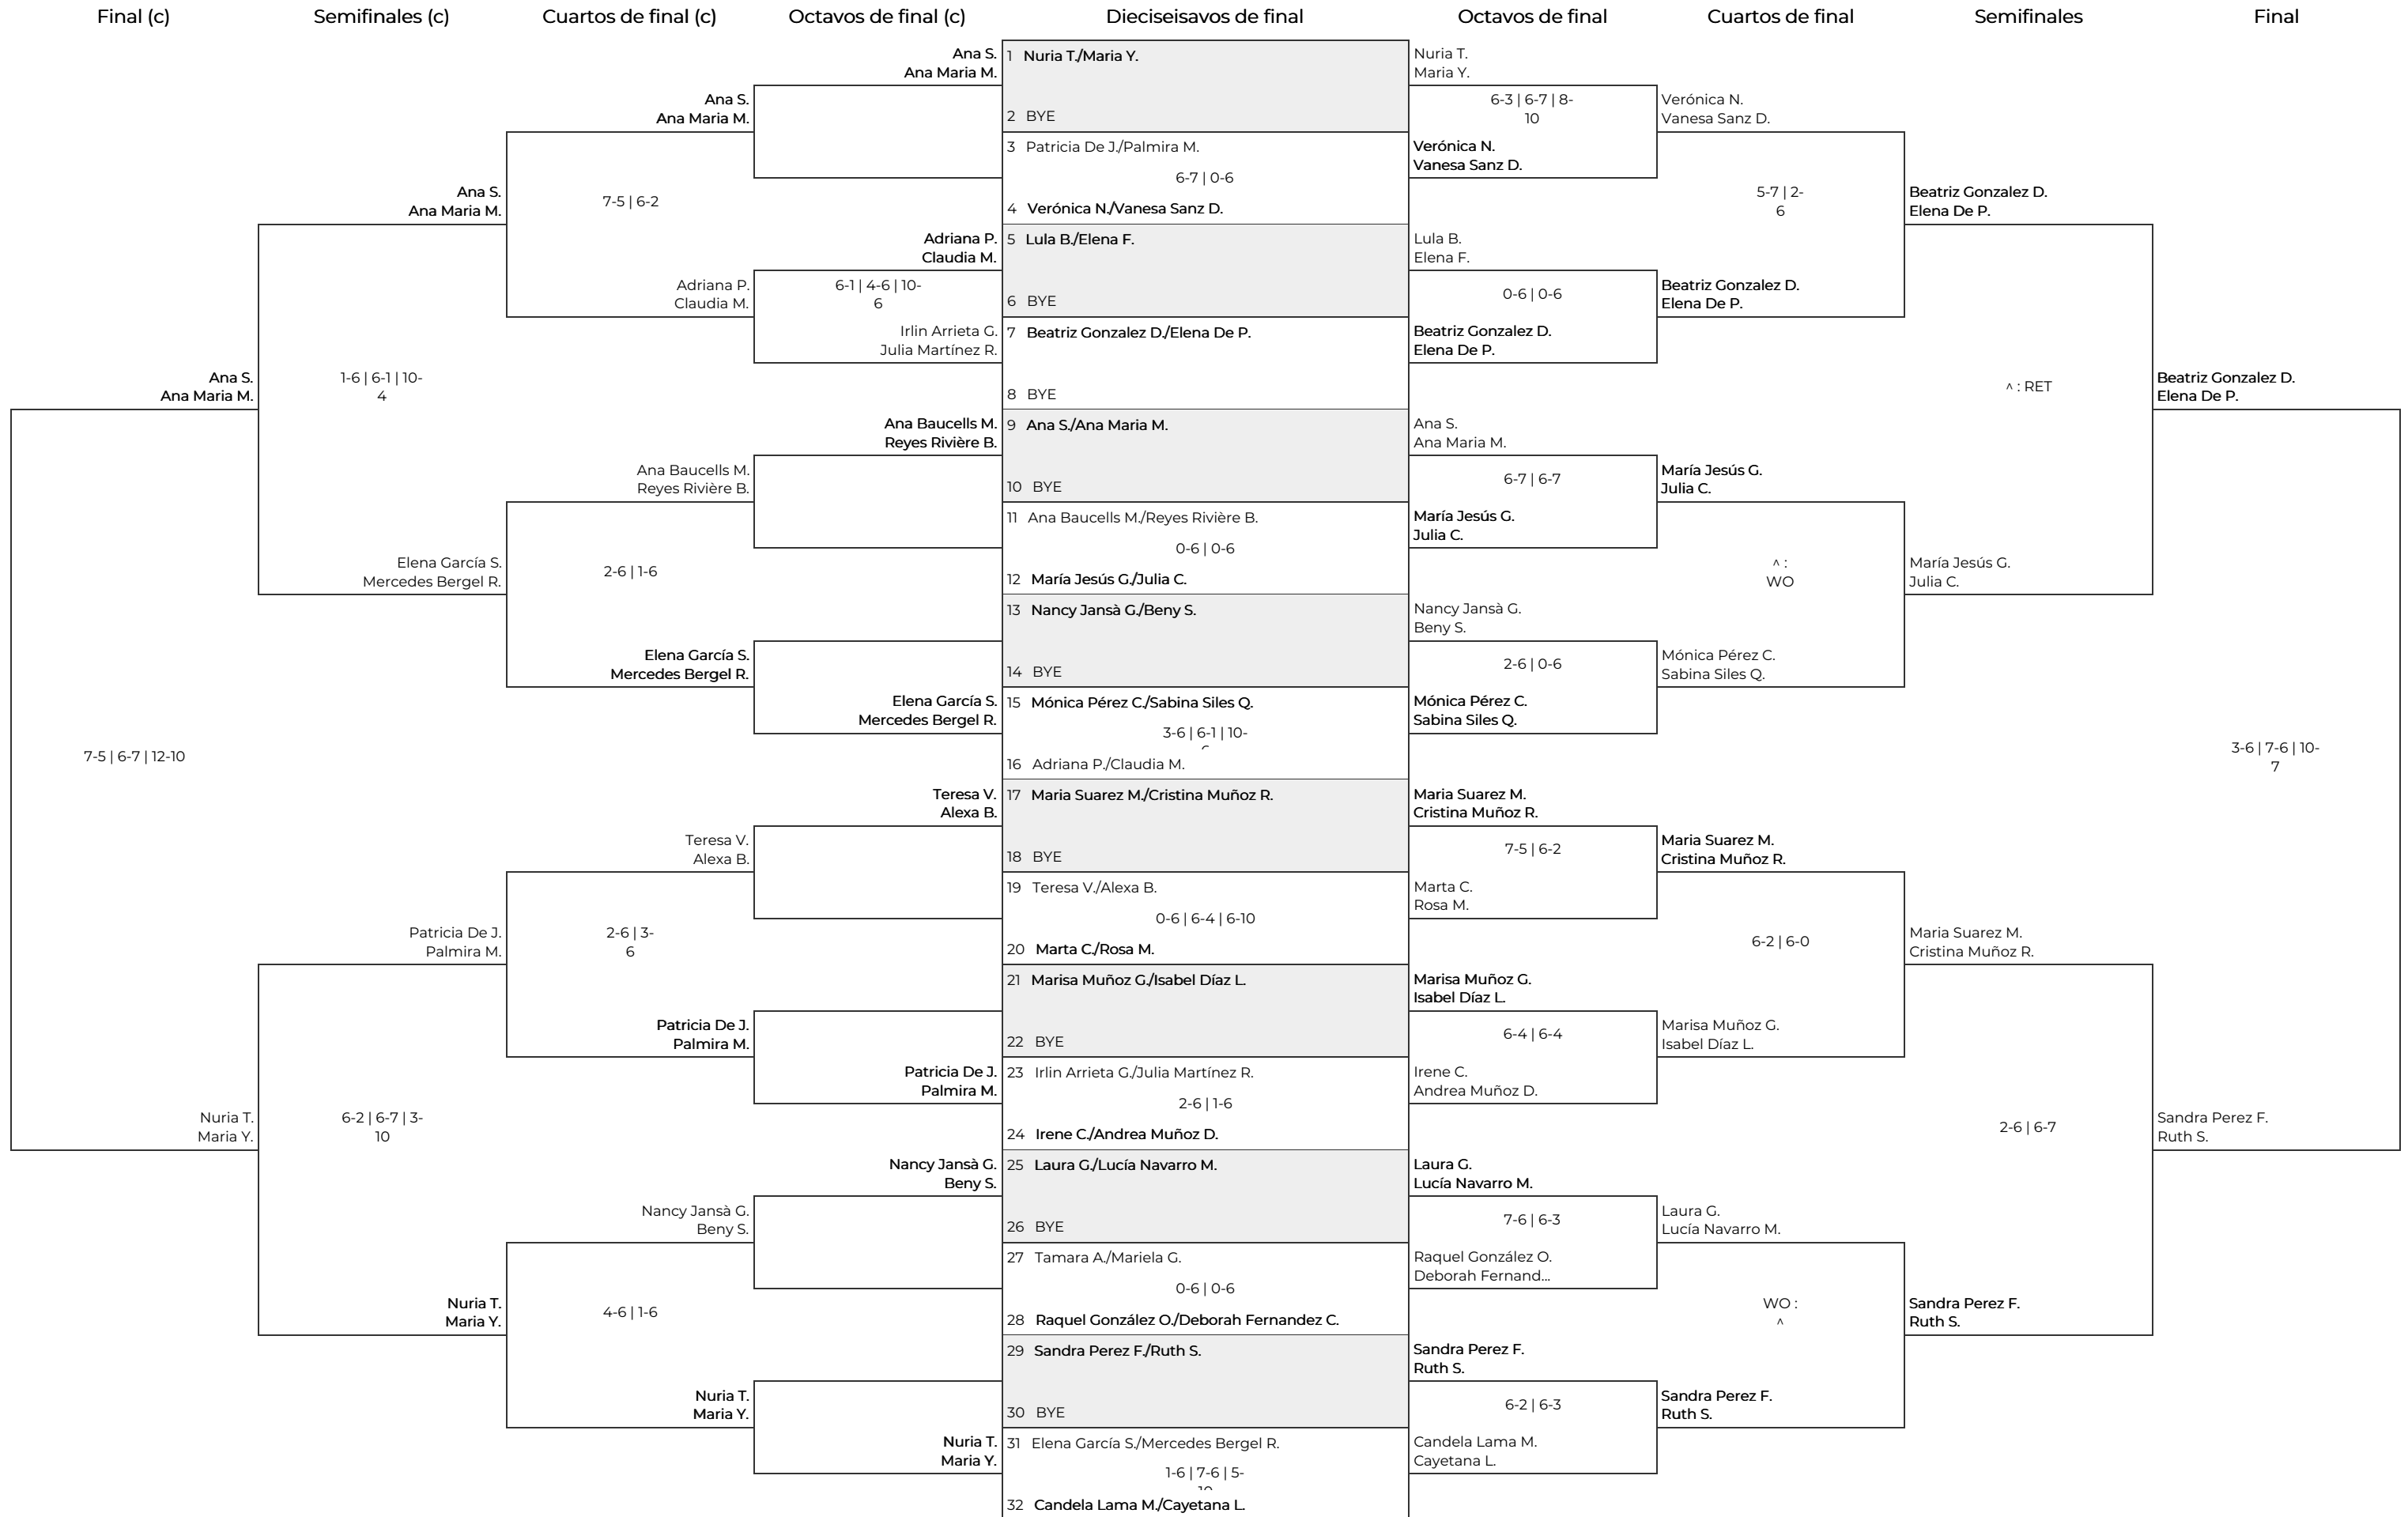 Final (c)
Semifinales (c)
Cuartos de final (c)
Octavos de final (c)
Dieciseisavos de final
Octavos de final
Cuartos de final
Semifinales
Final
Ana S.
Ana Maria M.
7-5 | 6-7 | 12-10
Nuria T.
Maria Y.
Ana S.
Ana Maria M.
1-6 | 6-1 | 10-
4
Elena García S.
Mercedes Bergel R.
Patricia De J.
Palmira M.
6-2 | 6-7 | 3-
10
Nuria T.
Maria Y.
Ana S.
Ana Maria M.
7-5 | 6-2
Adriana P.
Claudia M.
Ana Baucells M.
Reyes Rivière B.
2-6 | 1-6
Elena García S.
Mercedes Bergel R.
Teresa V.
Alexa B.
2-6 | 3-
6
Patricia De J.
Palmira M.
Nancy Jansà G.
Beny S.
4-6 | 1-6
Nuria T.
Maria Y.
Ana S.
Ana Maria M.
Adriana P.
Claudia M.
6-1 | 4-6 | 10-
6
Irlin Arrieta G.
Julia Martínez R.
Ana Baucells M.
Reyes Rivière B.
Elena García S.
Mercedes Bergel R.
Teresa V.
Alexa B.
Patricia De J.
Palmira M.
Nancy Jansà G.
Beny S.
Nuria T.
Maria Y.
1 Nuria T./Maria Y.
2 BYE
3 Patricia De J./Palmira M.
6-7 | 0-6
4 Verónica N./Vanesa Sanz D.
5 Lula B./Elena F.
6 BYE
7 Beatriz Gonzalez D./Elena De P.
8 BYE
9 Ana S./Ana Maria M.
10 BYE
11 Ana Baucells M./Reyes Rivière B.
0-6 | 0-6
12 María Jesús G./Julia C.
13 Nancy Jansà G./Beny S.
14 BYE
15 Mónica Pérez C./Sabina Siles Q.
3-6 | 6-1 | 10-
16 Adriana P./Claudia M.
17 Maria Suarez M./Cristina Muñoz R.
18 BYE
19 Teresa V./Alexa B.
0-6 | 6-4 | 6-10
20 Marta C./Rosa M.
21 Marisa Muñoz G./Isabel Díaz L.
22 BYE
23 Irlin Arrieta G./Julia Martínez R.
2-6 | 1-6
24 Irene C./Andrea Muñoz D.
25 Laura G./Lucía Navarro M.
26 BYE
27 Tamara A./Mariela G.
0-6 | 0-6
28 Raquel González O./Deborah Fernandez C.
29 Sandra Perez F./Ruth S.
30 BYE
31 Elena García S./Mercedes Bergel R.
1-6 | 7-6 | 5-
32 Candela Lama M./Cayetana L.
Nuria T.
Maria Y.
6-3 | 6-7 | 8-
10
Verónica N.
Vanesa Sanz D.
Lula B.
Elena F.
0-6 | 0-6
Beatriz Gonzalez D.
Elena De P.
Ana S.
Ana Maria M.
6-7 | 6-7
María Jesús G.
Julia C.
Nancy Jansà G.
Beny S.
2-6 | 0-6
Mónica Pérez C.
Sabina Siles Q.
Maria Suarez M.
Cristina Muñoz R.
7-5 | 6-2
Marta C.
Rosa M.
Marisa Muñoz G.
Isabel Díaz L.
6-4 | 6-4
Irene C.
Andrea Muñoz D.
Laura G.
Lucía Navarro M.
7-6 | 6-3
Raquel González O.
Deborah Fernand...
Sandra Perez F.
Ruth S.
6-2 | 6-3
Candela Lama M.
Cayetana L.
Verónica N.
Vanesa Sanz D.
5-7 | 2-
6
Beatriz Gonzalez D.
Elena De P.
María Jesús G.
Julia C.
^ :
WO
Mónica Pérez C.
Sabina Siles Q.
Maria Suarez M.
Cristina Muñoz R.
6-2 | 6-0
Marisa Muñoz G.
Isabel Díaz L.
Laura G.
Lucía Navarro M.
WO :
^
Sandra Perez F.
Ruth S.
Beatriz Gonzalez D.
Elena De P.
^ : RET
María Jesús G.
Julia C.
Maria Suarez M.
Cristina Muñoz R.
2-6 | 6-7
Sandra Perez F.
Ruth S.
Beatriz Gonzalez D.
Elena De P.
3-6 | 7-6 | 10-
7
Sandra Perez F.
Ruth S.